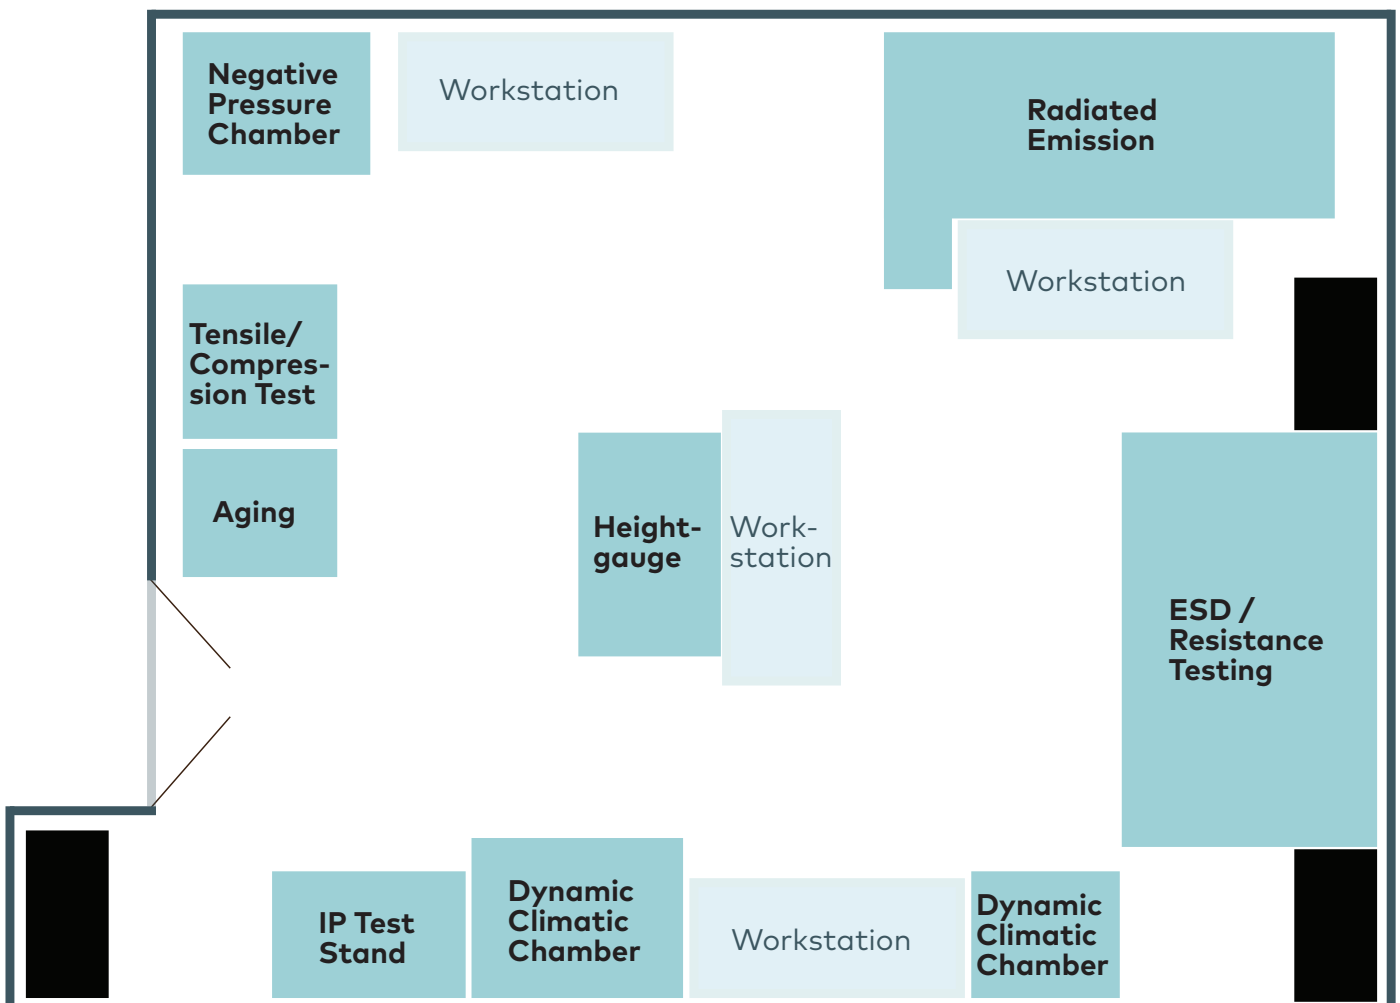 Negative
Pressure
Chamber
Workstation
Radiated
Emission
Workstation
Tensile/
Compres-
sion Test
Aging
Height-
gauge
Work-
station
ESD /
Resistance
Testing
IP Test
Stand
Dynamic
Climatic
Chamber
Workstation
Dynamic
Climatic
Chamber